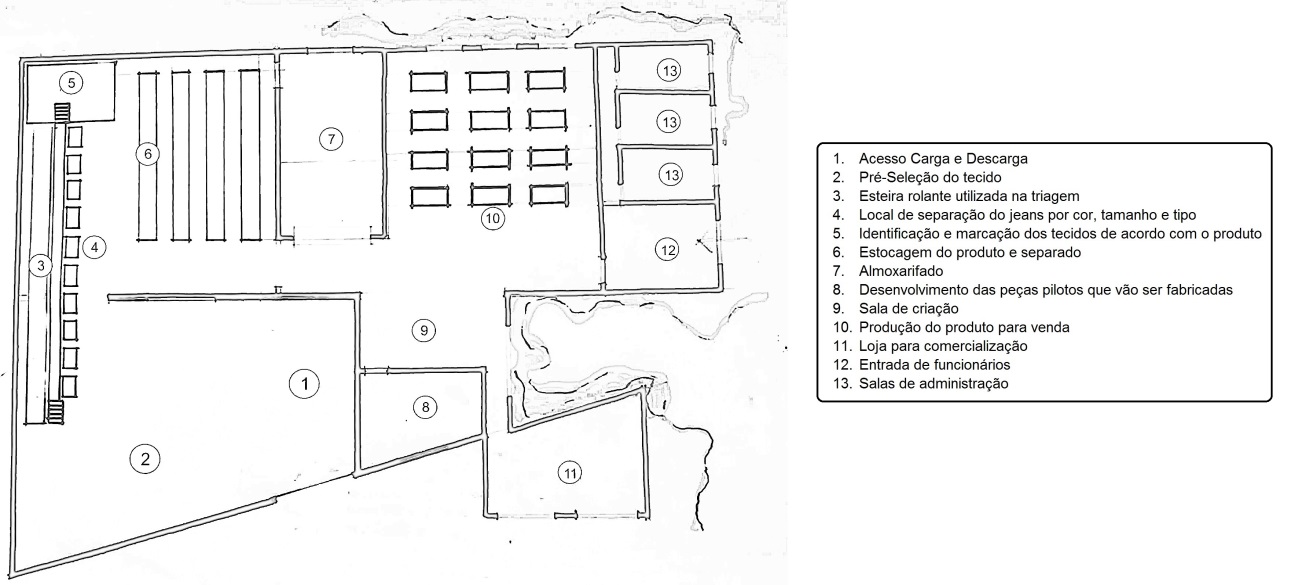 5
13
13
6
7
13
10
4
12
3
9
1
8
2
11
1. Acesso Carga e Descarga
2. Pré-Seleção do tecido
3. Esteira rolante utilizada na triagem
4. Local de separação do jeans por cor, tamanho e tipo
5. Identificação e marcação dos tecidos de acordo com o produto
6. Estocagem do produto e separado
7. Almoxarifado
8. Desenvolvimento das peças pilotos que vão ser fabricadas
9. Sala de criação
10. Produção do produto para venda
11. Loja para comercialização
12. Entrada de funcionários
13. Salas de administração